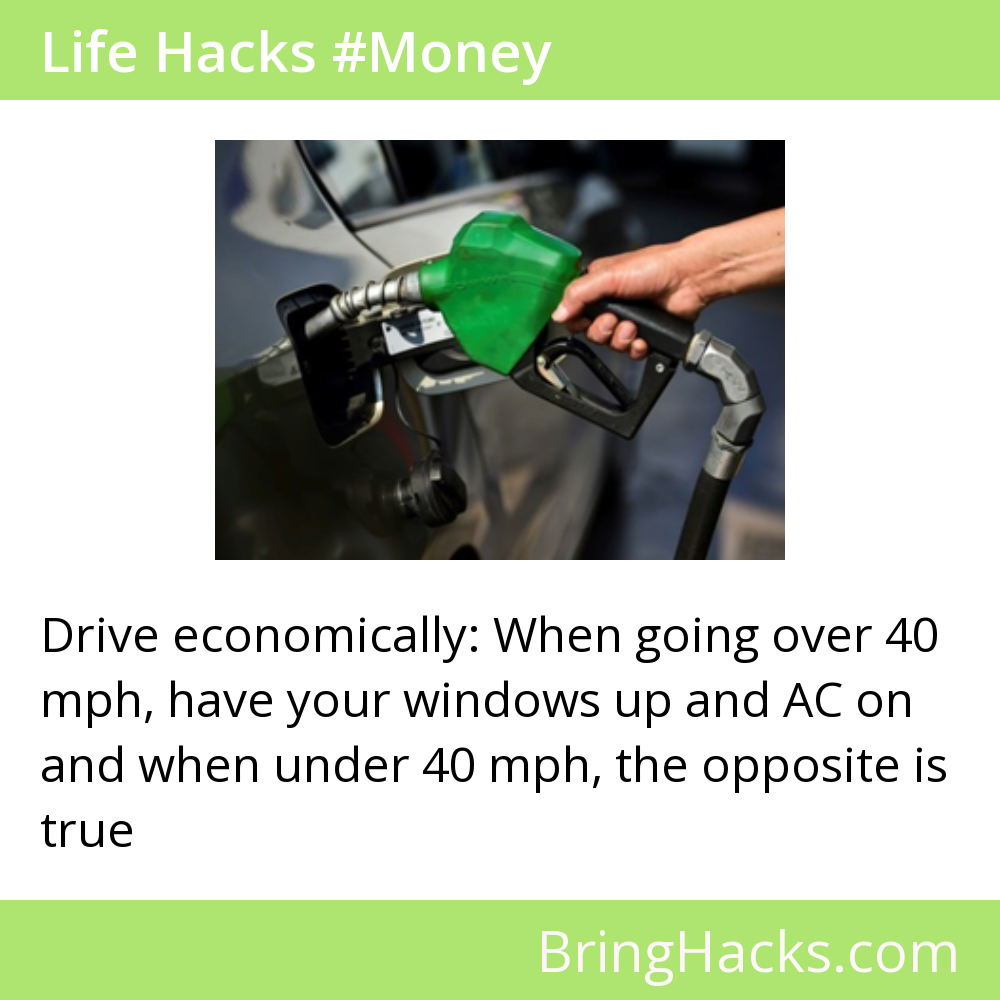 Life Hacks #Money
Drive economically: When going over 40
mph, have your windows up and AC on
and when under 40 mph, the opposite is
true
BringHacks.com